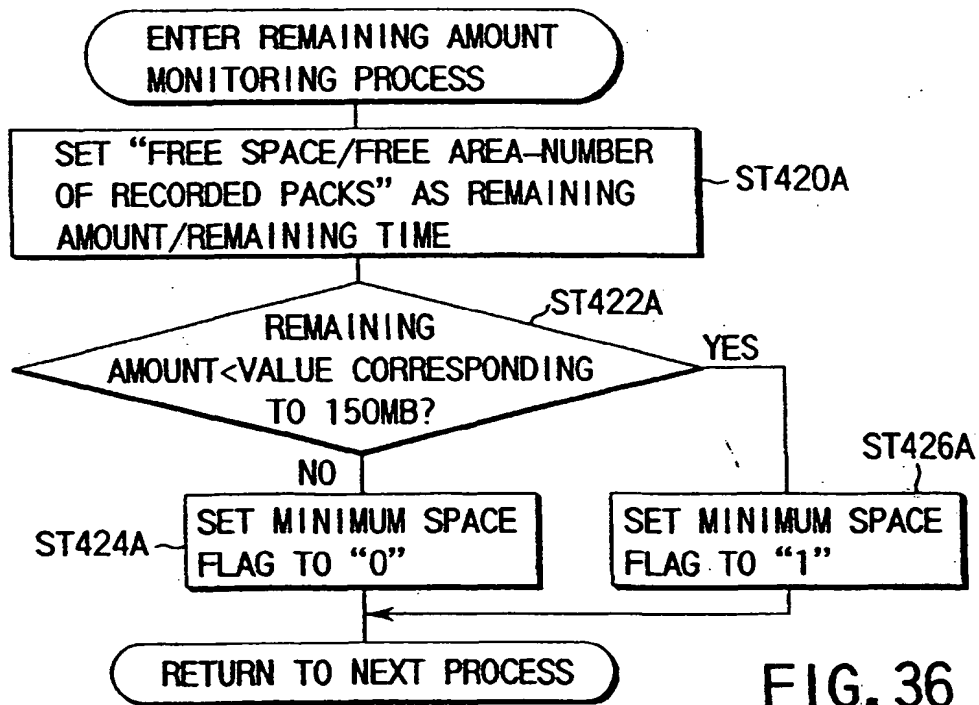 ENTER REMAINING AMOUNT
MONITORING PROCESS
SET “FREE SPACE/FREE AREA–NUMBER
OF RECORDED PACKS” AS REMAINING
AMOUNT/REMAINING TIME
ST420A
ST422A
REMAINING
AMOUNT<VALUE CORRESPONDING
TO 150MB?
YES
NO
ST426A
ST424A
SET MINIMUM SPACE
FLAG TO “0”
SET MINIMUM SPACE
FLAG TO “1”
RETURN TO NEXT PROCESS
FIG. 36